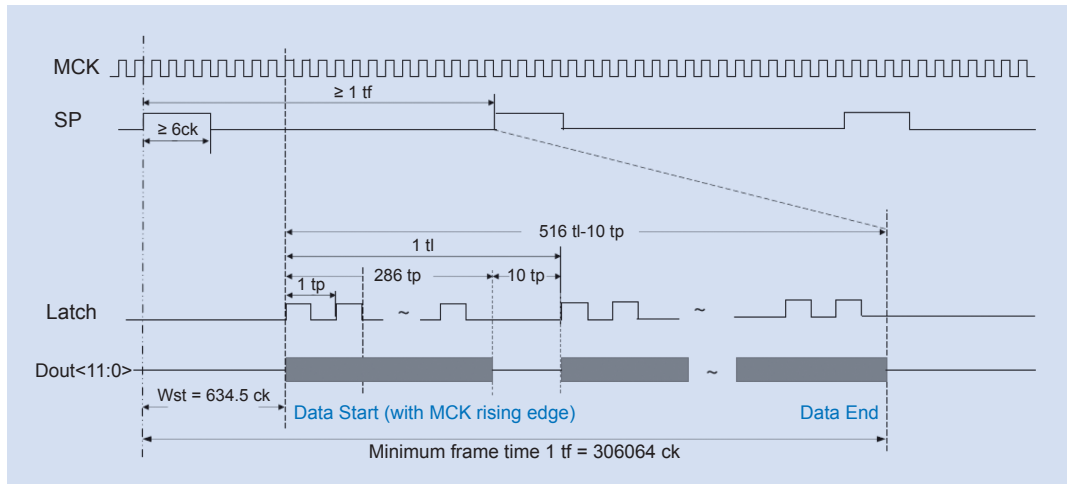 MCK
≥ 1 tf
SP
≥ 6ck
516 tl-10 tp
1 tl
286 tp
10 tp
1 tp
Latch
~
~
Dout<11:0>
~
Wst = 634.5 ck
Data Start (with MCK rising edge)
Data End
Minimum frame time 1 tf = 306064 ck